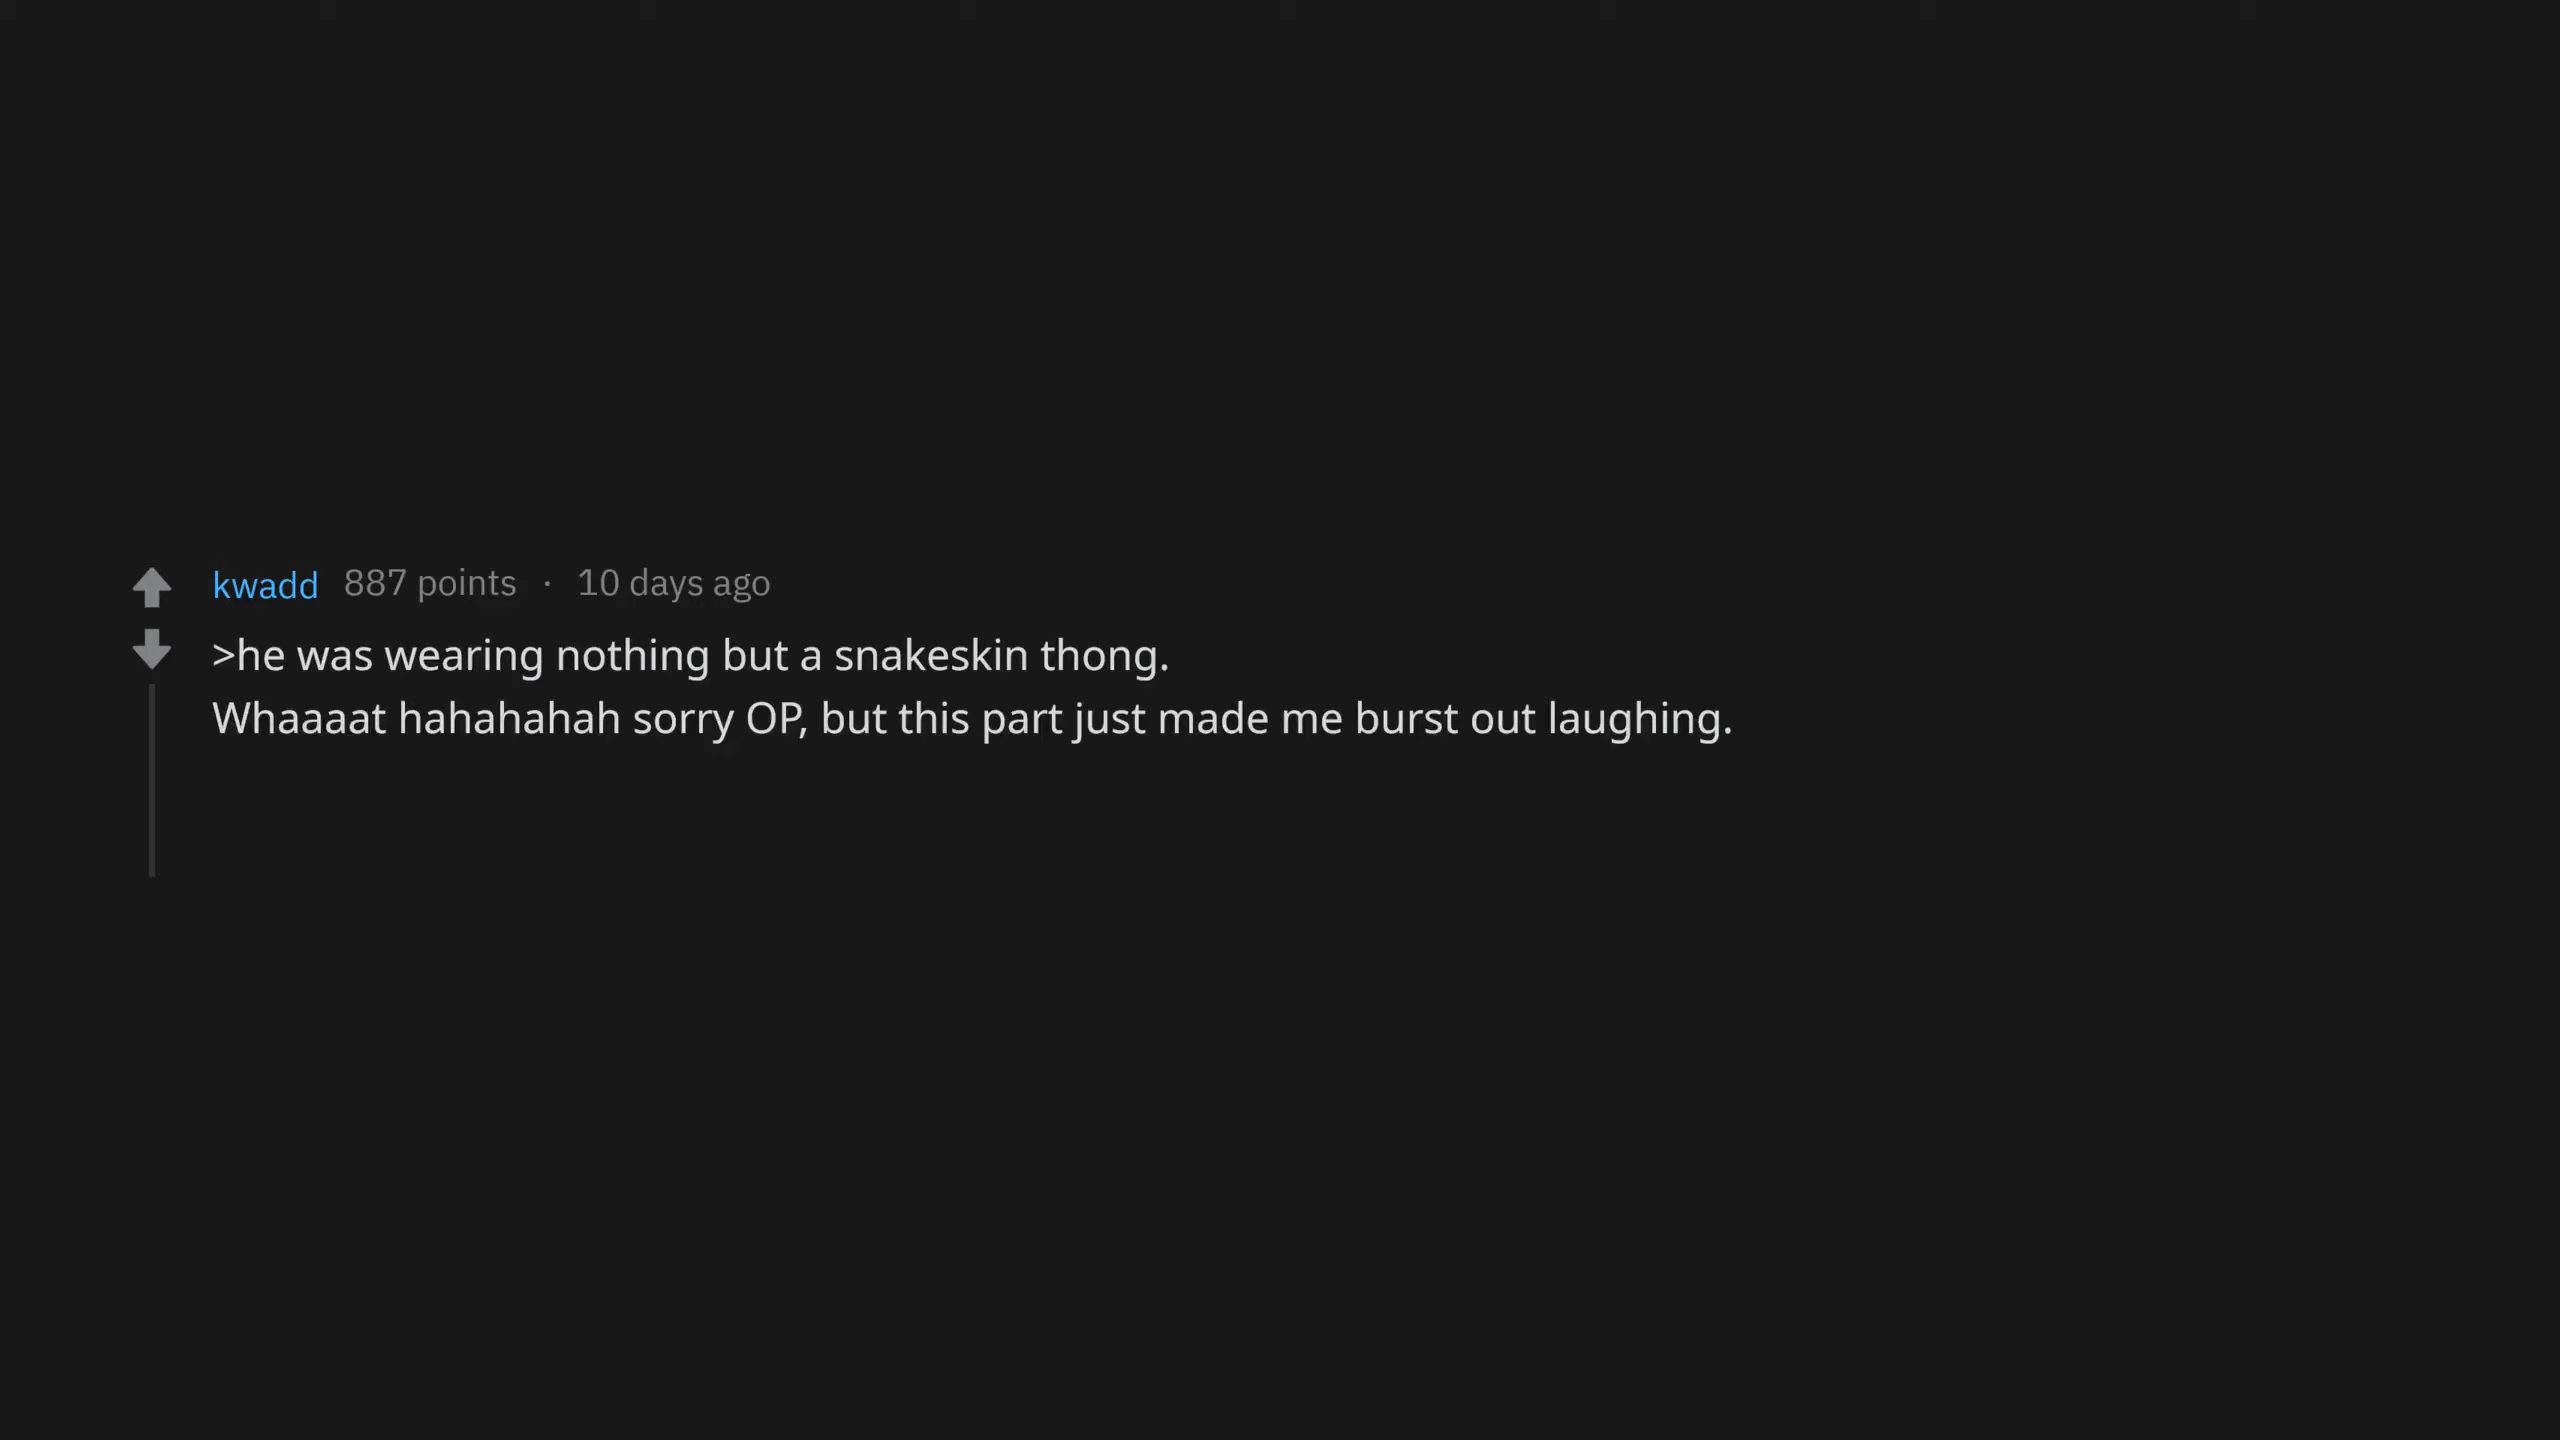 kwadd 887 points · 10 days ago
>he was wearing nothing but a snakeskin thong.
Whaaaat hahahahah sorry OP, but this part just made me burst out laughing.